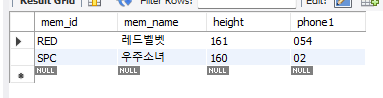 Result Grid Filter Rows: Edit:
mem_id mem_name height phone1
RED 레드벨벳 161 054
SPC 우주소녀 160 02
NULL NULL NULL NULL